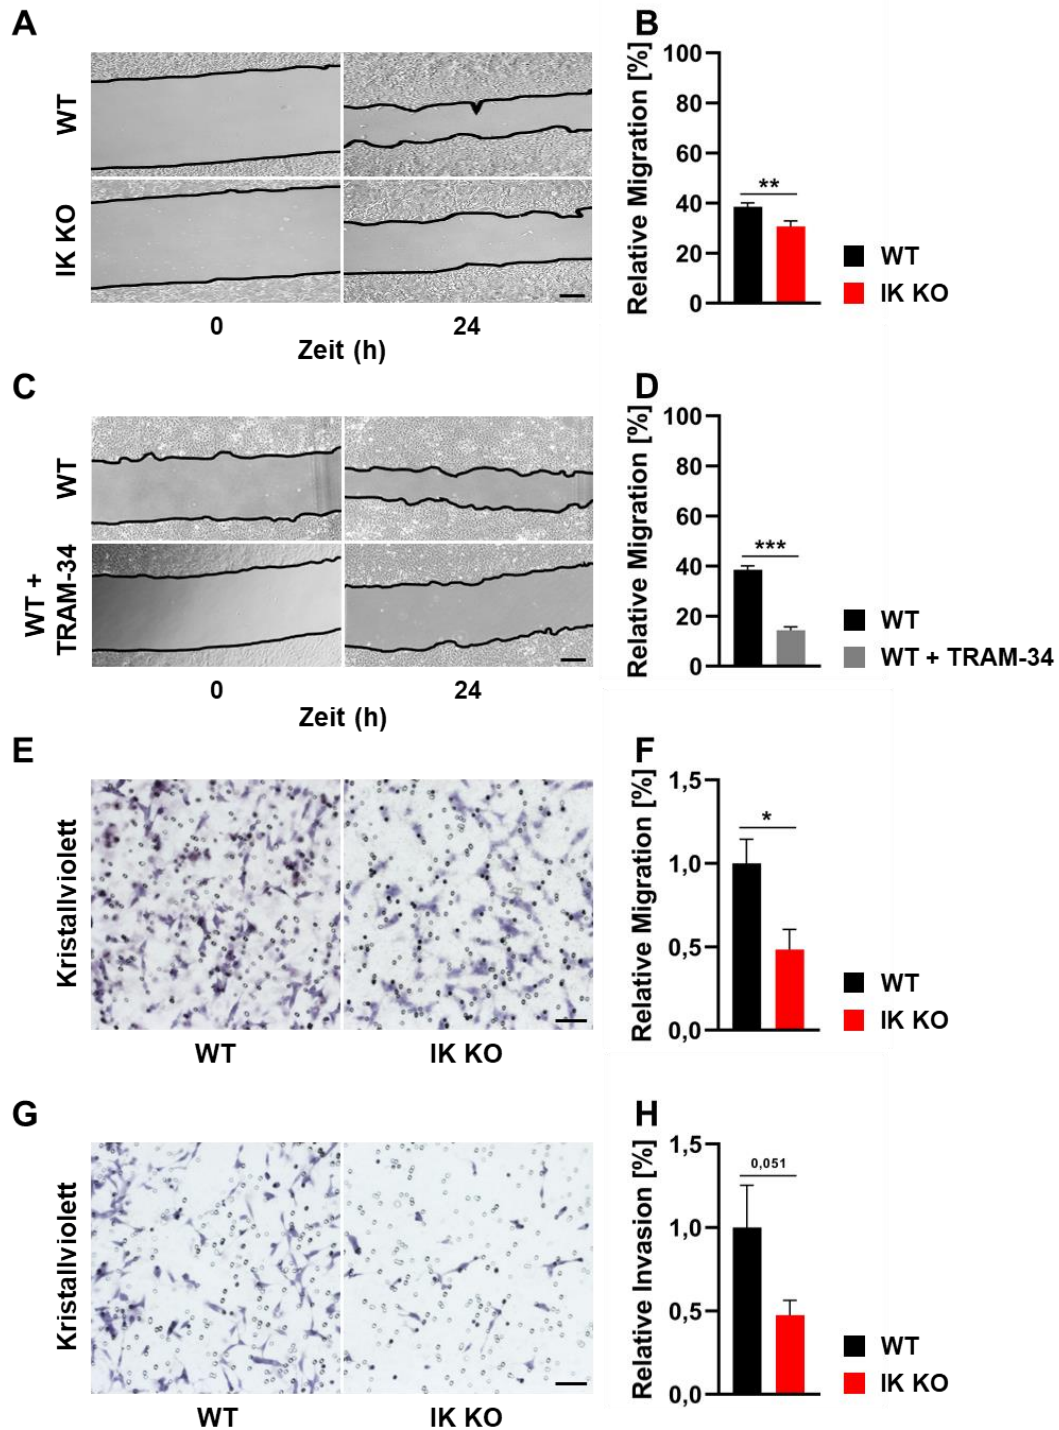 A
WT
IK KO
0
24
Zeit (h)
B
Relative Migration [%]
100
80
60
40
20
0
**
WT
IK KO
C
WT
WT +
TRAM-34
0
24
Zeit (h)
D
Relative Migration [%]
100
80
60
40
20
0
***
WT
WT + TRAM-34
E
Kristallviolett
WT
IK KO
F
Relative Migration [%]
1,5
1,0
0,5
0,0
*
WT
IK KO
G
Kristallviolett
WT
IK KO
H
Relative Invasion [%]
1,5
1,0
0,5
0,0
0,051
WT
IK KO